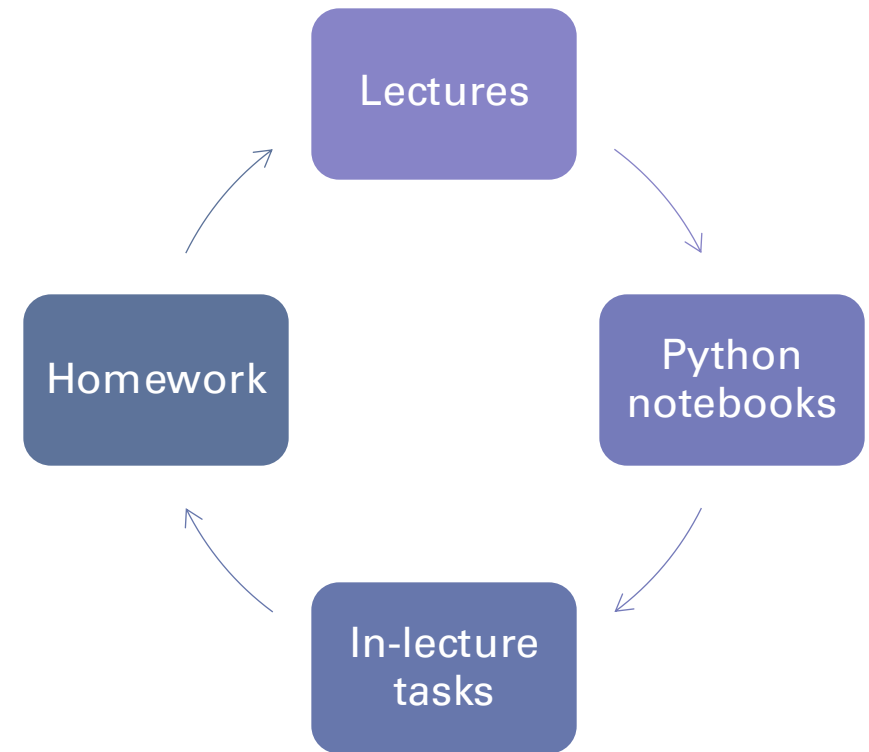 Lectures
Python
notebooks
In-lecture
tasks
Homework